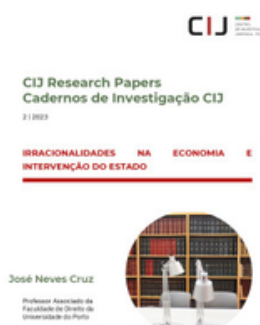 CIJ
CIJ Research Papers
Cadernos de Investigação CIJ
2 | 2023
IRRACIONALIDADES NA ECONOMIA E
INTERVENÇÃO DO ESTADO
José Neves Cruz
Professor Associado da
Faculdade de Direito da
Universidade do Porto